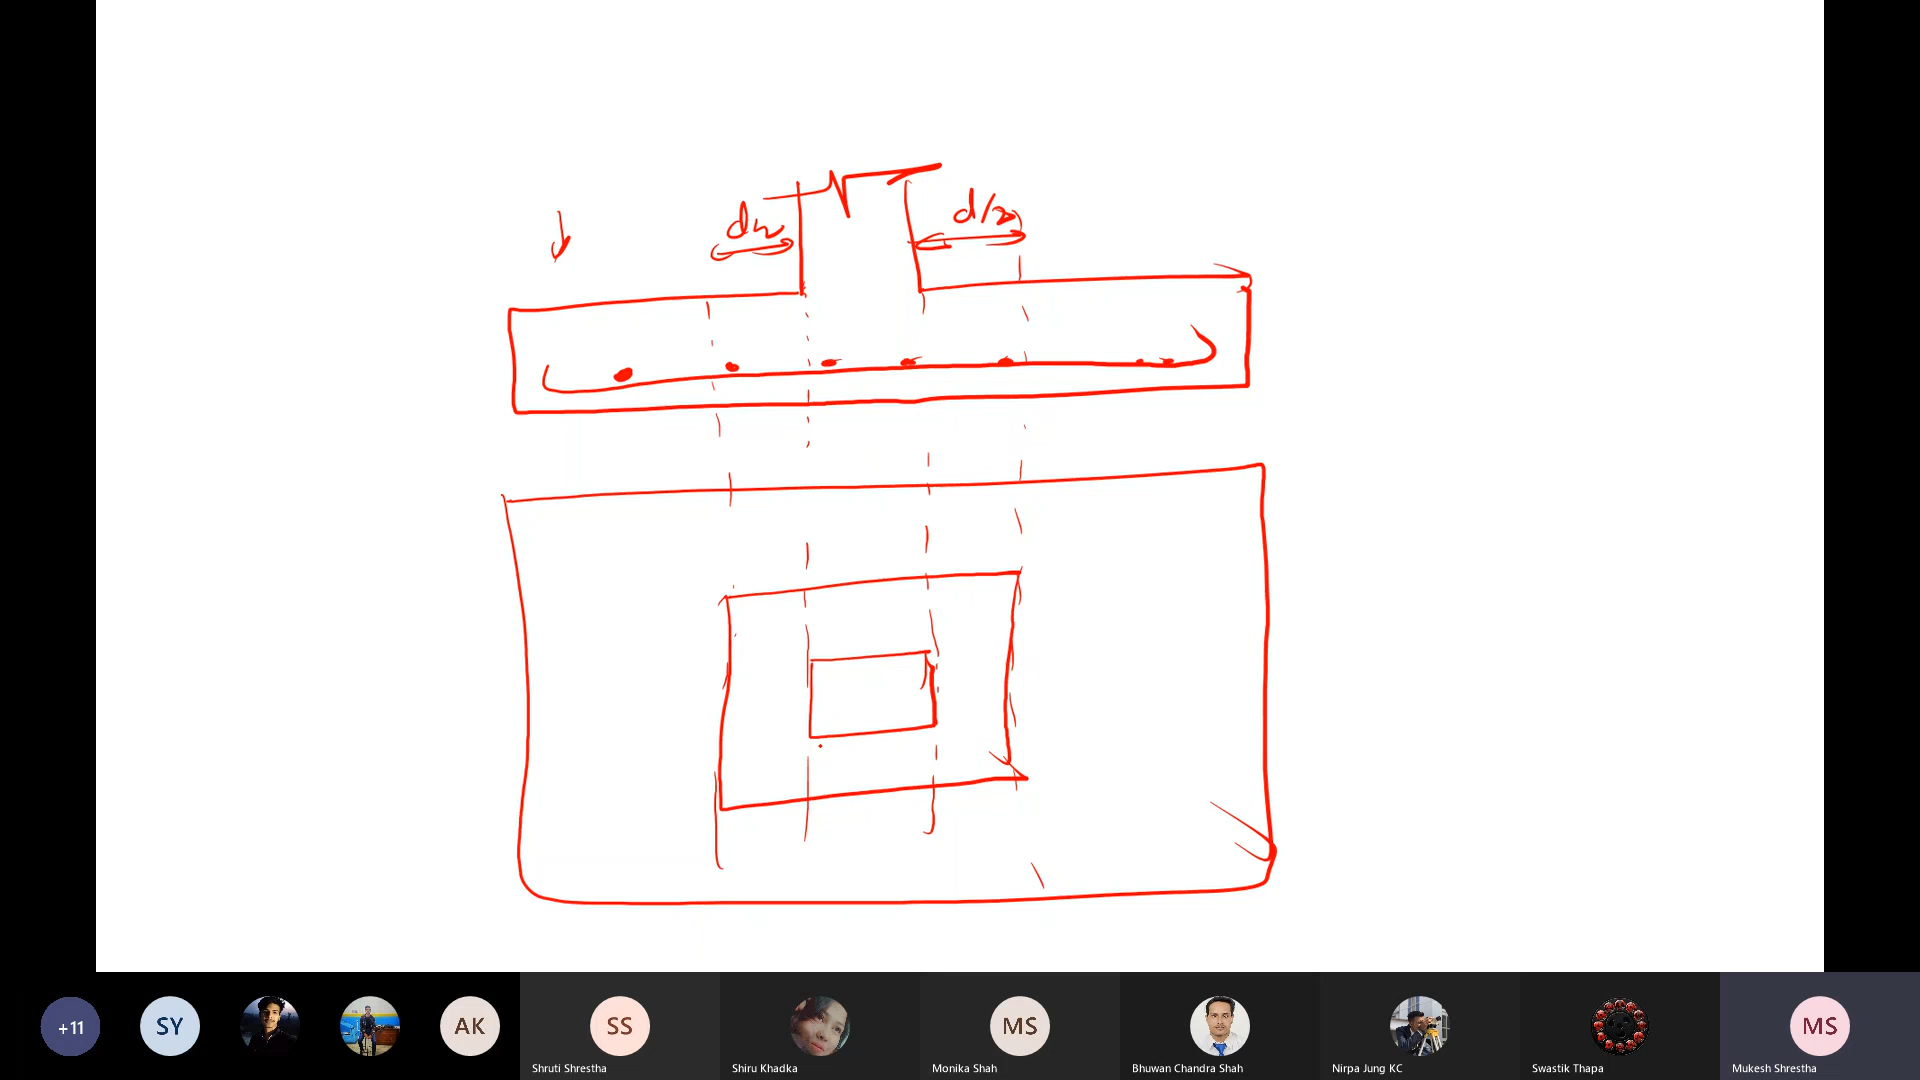 d/2
d/2
+11
SY
AK
SS
MS
MS
Shruti Shrestha
Shiru Khadka
Monika Shah
Bhuwan Chandra Shah
Nirpa Jung KC
Swastik Thapa
Mukesh Shrestha